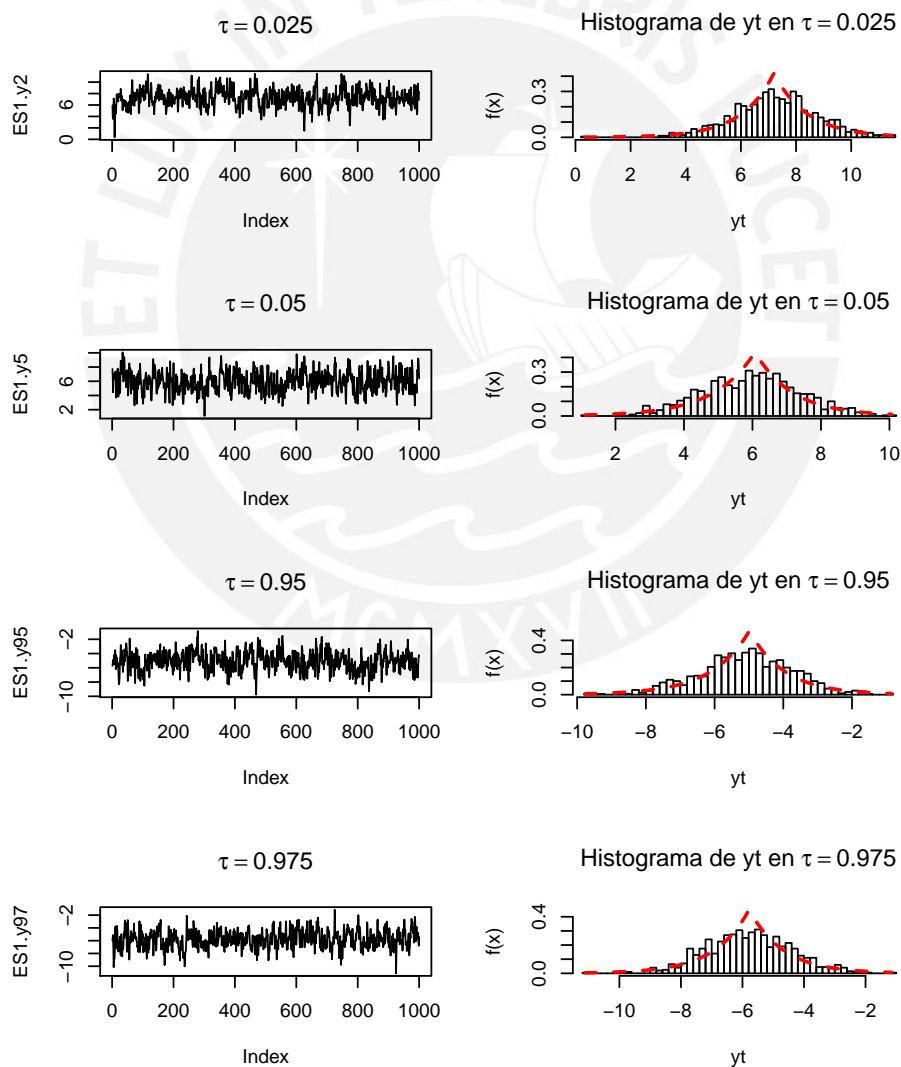 τ = 0.025
Histograma de yt en τ = 0.025
ES1.y2
0 6
0 200 400 600 800 1000
Index
f(x)
0.0 0.3
0 2 4 6 8 10
yt
τ = 0.05
Histograma de yt en τ = 0.05
ES1.y5
2 6
0 200 400 600 800 1000
Index
f(x)
0.0 0.3
2 4 6 8 10
yt
τ = 0.95
Histograma de yt en τ = 0.95
ES1.y95
−10 −2
0 200 400 600 800 1000
Index
f(x)
0.0 0.4
−10 −8 −6 −4 −2
yt
τ = 0.975
Histograma de yt en τ = 0.975
ES1.y97
−10 −2
0 200 400 600 800 1000
Index
f(x)
0.0 0.4
−10 −8 −6 −4 −2
yt
ET LUX IN TENEBRIS LUCET
MCMXVII